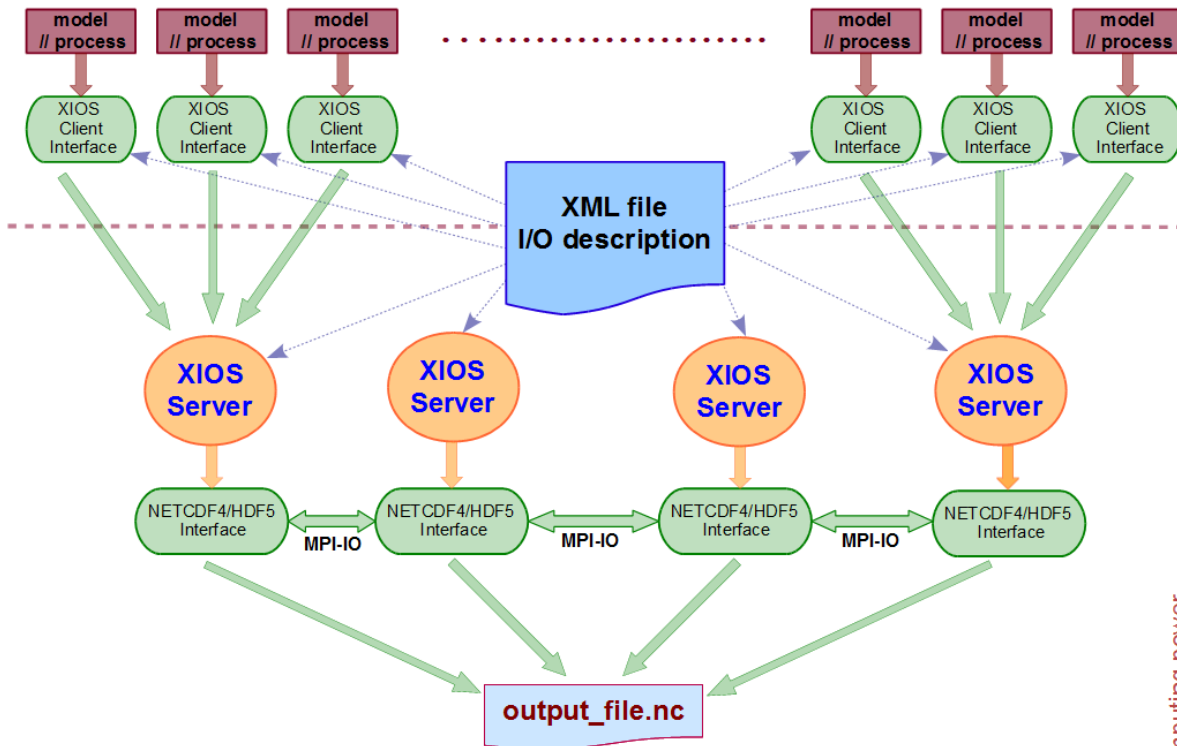 model
// process
model
// process
model
// process
model
// process
model
// process
model
// process
XIOS
Client
Interface
XIOS
Client
Interface
XIOS
Client
Interface
XIOS
Client
Interface
XIOS
Client
Interface
XIOS
Client
Interface
XML file
I/O description
XIOS
Server
XIOS
Server
XIOS
Server
XIOS
Server
NETCDF4/HDF5
Interface
MPI-IO
NETCDF4/HDF5
Interface
MPI-IO
NETCDF4/HDF5
Interface
MPI-IO
NETCDF4/HDF5
Interface
output_file.nc
power